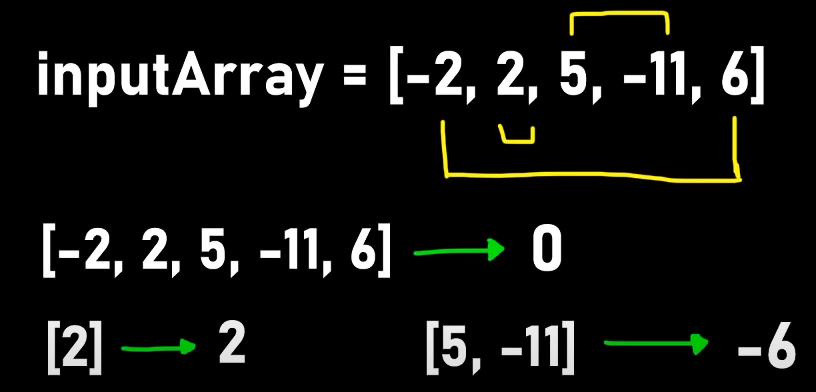 inputArray = [-2, 2, 5, -11, 6]
[-2, 2, 5, -11, 6] → 0
[2] → 2 [5, -11] → -6